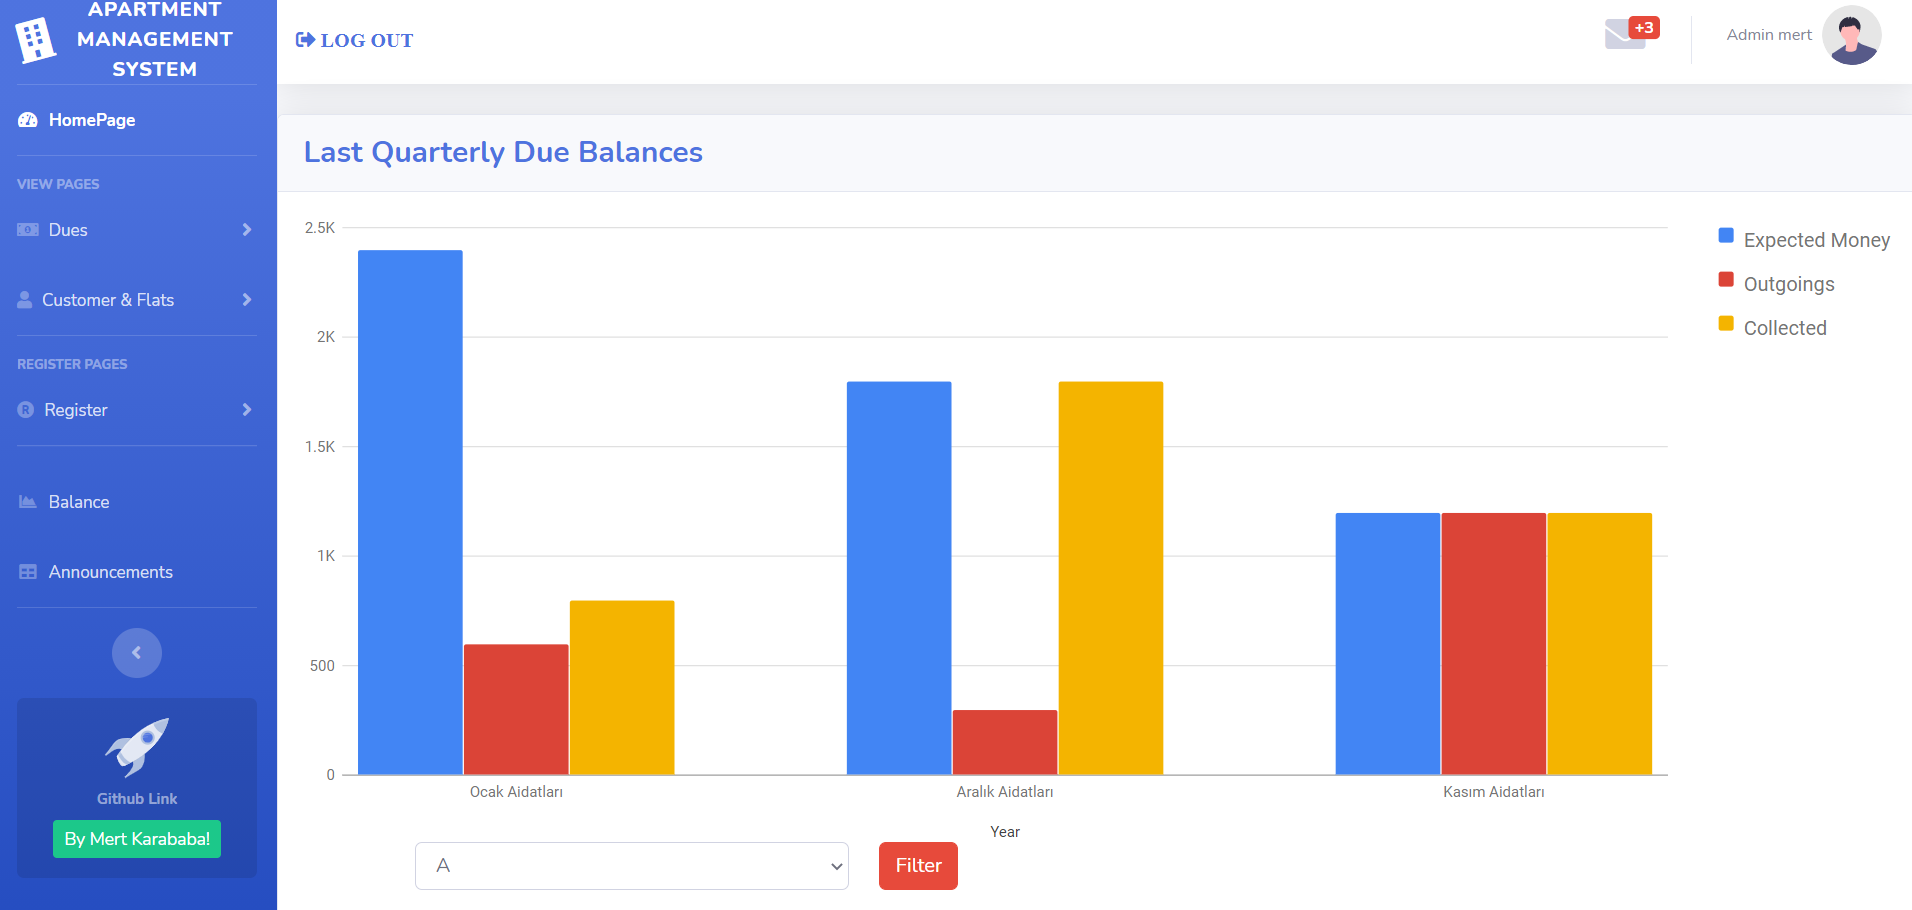 APARTMENT
MANAGEMENT
SYSTEM
HomePage
VIEW PAGES
Dues
Customer & Flats
REGISTER PAGES
R Register
Balance
Announcements
Github Link
By Mert Karababa!
LOG OUT
+3
Admin mert
Last Quarterly Due Balances
2.5K
2K
1.5K
1K
500
0
Ocak Aidatları
Aralık Aidatları
Kasım Aidatları
Year
Expected Money
Outgoings
Collected
A
Filter